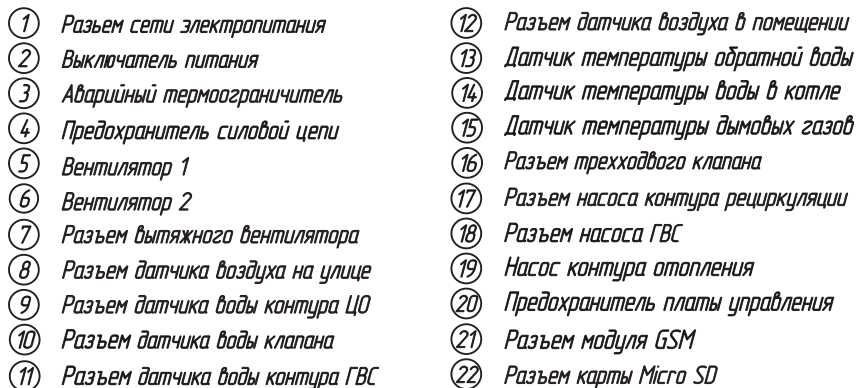 1 Разьем сети электропитания
2 Выключатель питания
3 Аварийный термоограничитель
4 Предохранитель силовой цепи
5 Вентилятор 1
6 Вентилятор 2
7 Разъем вытяжного вентилятора
8 Разъем датчика воздуха на улице
9 Разъем датчика воды контура ЦО
10 Разъем датчика воды клапана
11 Разъем датчика воды контура ГВС
12 Разъем датчика воздуха в помещении
13 Датчик температуры обратной воды
14 Датчик температуры воды в котле
15 Датчик температуры дымовых газов
16 Разъем трехходвого клапана
17 Разъем насоса контура рециркуляции
18 Разъем насоса ГВС
19 Насос контура отопления
20 Предохранитель платы управления
21 Разъем модуля GSM
22 Разъем карты Micro SD